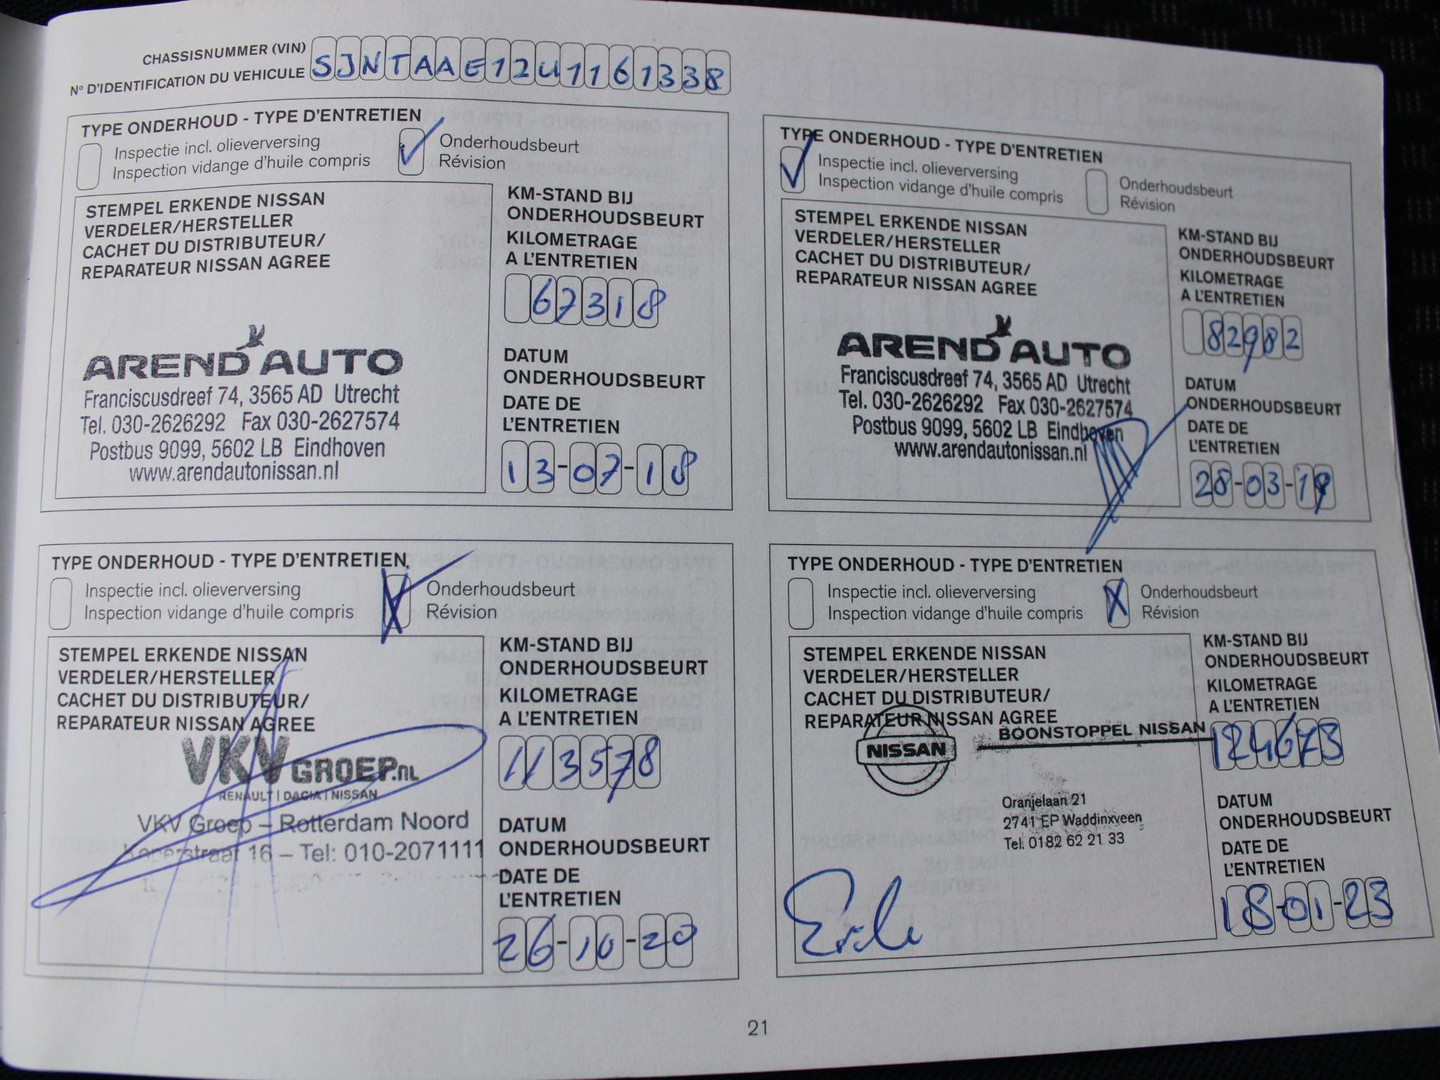 CHASSISNUMMER (VIN)
N° D'IDENTIFICATION DU VEHICULE SJNTAAE12U1161338
TYPE ONDERHOUD - TYPE D'ENTRETIEN
Inspectie incl. olieverversing
Inspection vidange d'huile compris
Onderhoudsbeurt
Révision
STEMPEL ERKENDE NISSAN
VERDELER/HERSTELLER
CACHET DU DISTRIBUTEUR/
REPARATEUR NISSAN AGREE
AREND AUTO
Franciscusdreef 74, 3565 AD Utrecht
Tel. 030-2626292 Fax 030-2627574
Postbus 9099, 5602 LB Eindhoven
www.arendautonissan.nl
KM-STAND BIJ
ONDERHOUDSBEURT
KILOMETRAGE
A L'ENTRETIEN
67318
DATUM
ONDERHOUDSBEURT
DATE DE
L'ENTRETIEN
13-07-18
TYPE ONDERHOUD - TYPE D'ENTRETIEN
Inspectie incl. olieverversing
Inspection vidange d'huile compris
Onderhoudsbeurt
Révision
STEMPEL ERKENDE NISSAN
VERDELER/HERSTELLER
CACHET DU DISTRIBUTEUR/
REPARATEUR NISSAN AGREE
AREND AUTO
Franciscusdreef 74, 3565 AD Utrecht
Tel. 030-2626292 Fax 030-2627574
Postbus 9099, 5602 LB Eindhoven
www.arendautonissan.nl
KM-STAND BIJ
ONDERHOUDSBEURT
KILOMETRAGE
A L'ENTRETIEN
82982
DATUM
ONDERHOUDSBEURT
DATE DE
L'ENTRETIEN
28-03-19
TYPE ONDERHOUD - TYPE D'ENTRETIEN
Inspectie incl. olieverversing
Inspection vidange d'huile compris
Onderhoudsbeurt
Révision
STEMPEL ERKENDE NISSAN
VERDELER/HERSTELLER
CACHET DU DISTRIBUTEUR/
REPARATEUR NISSAN AGREE
VKV GROEP.NL
RENAULT | DACIA | NISSAN
VKV Groep – Rotterdam Noord
16 – Tel: 010-2071111
KM-STAND BIJ
ONDERHOUDSBEURT
KILOMETRAGE
A L'ENTRETIEN
113578
DATUM
ONDERHOUDSBEURT
DATE DE
L'ENTRETIEN
26-10-20
TYPE ONDERHOUD - TYPE D'ENTRETIEN
Inspectie incl. olieverversing
Inspection vidange d'huile compris
Onderhoudsbeurt
Révision
STEMPEL ERKENDE NISSAN
VERDELER/HERSTELLER
CACHET DU DISTRIBUTEUR/
REPARATEUR NISSAN AGREE
NISSAN
BOONSTOPPEL NISSAN
Oranjelaan 21
2741 EP Waddinxveen
Tel. 0182 62 21 33
KM-STAND BIJ
ONDERHOUDSBEURT
KILOMETRAGE
A L'ENTRETIEN
124673
DATUM
ONDERHOUDSBEURT
DATE DE
L'ENTRETIEN
18-01-23
21